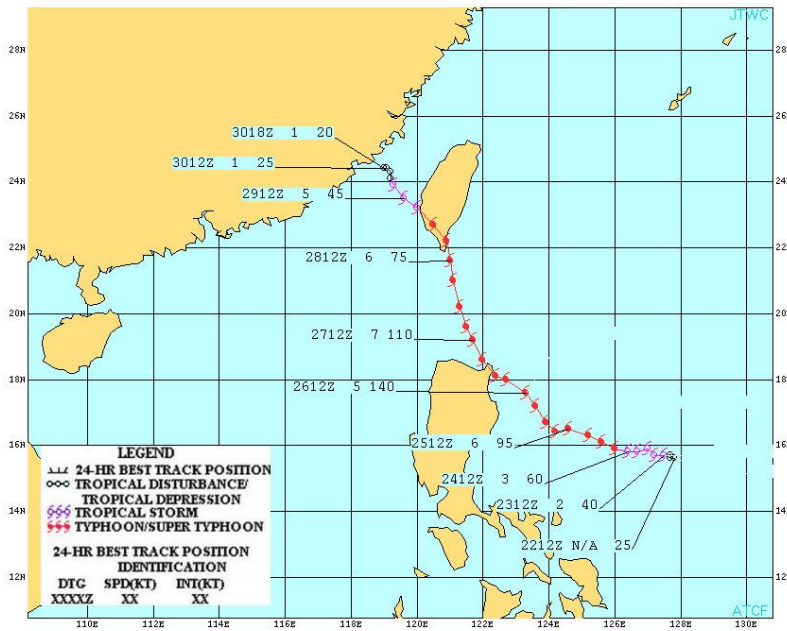 JTWC
28N
26N
24N
22N
20N
18N
16N
14N
12N
28
26
24
22
20
18
16
14
12
3018Z 1 20
3012Z 1 25
2912Z 5 45
2812Z 6 75
2712Z 7 110
2612Z 5 140
2512Z 6 95
2412Z 3 60
2312Z 2 40
2212Z N/A 25
LEGEND
24-HR BEST TRACK POSITION
TROPICAL DISTURBANCE/
TROPICAL DEPRESSION
TROPICAL STORM
TYPHOON/SUPER TYPHOON
24-HR BEST TRACK POSITION
IDENTIFICATION
DTG SPD(KT) INT(KT)
XXXXZ XX XX
ATCF
110E 112E 114E 116E 118E 120E 122E 124E 126E 128E 130E